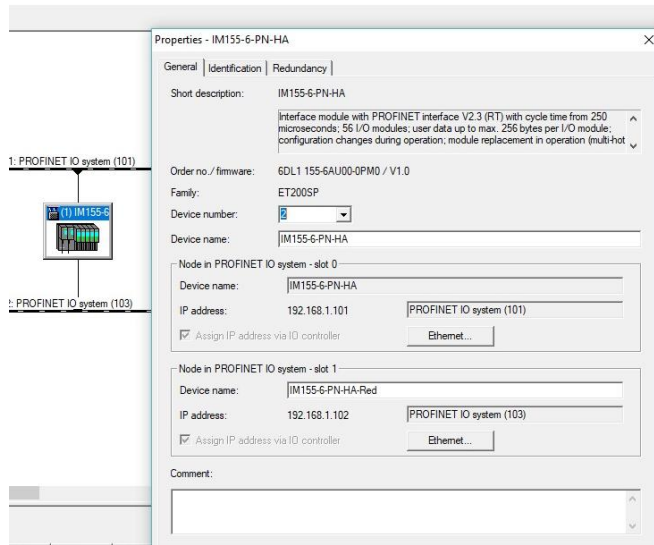 Properties - IM155-6-PN-HA
General Identification Redundancy
Short description: IM155-6-PN-HA
Interface module with PROFINET interface V2.3 (RT) with cycle time from 250
microseconds; 56 I/O modules; user data up to max. 256 bytes per I/O module;
configuration changes during operation; module replacement in operation (multi-hot
1: PROFINET IO system (101)
Order no./ firmware: 6DL1 155-6AU00-0PM0 / V1.0
Family: ET200SP
(1) IM155-6
Device number: 2
Device name: IM155-6-PN-HA
Node in PROFINET IO system - slot 0
Device name: IM155-6-PN-HA
2: PROFINET IO system (103)
IP address: 192.168.1.101 PROFINET IO system (101)
Assign IP address via IO controller Ethernet...
Node in PROFINET IO system - slot 1
Device name: IM155-6-PN-HA-Red
IP address: 192.168.1.102 PROFINET IO system (103)
Assign IP address via IO controller Ethernet...
Comment: